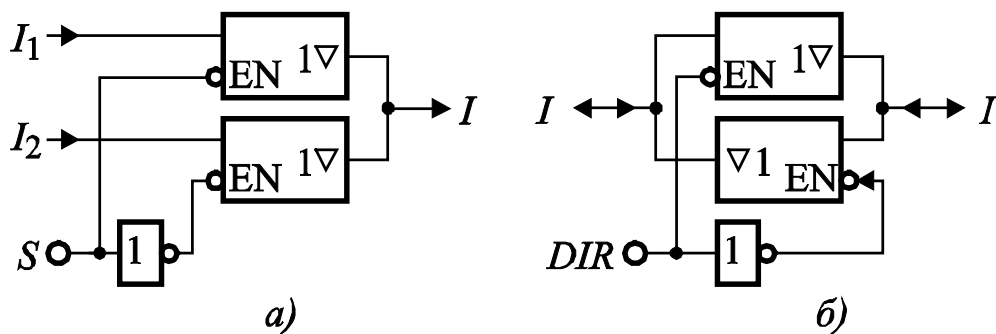 I1
EN 1▽
I2
EN 1▽
S
1
а)
I
EN 1▽
I
▽ 1 EN
I
DIR
1
б)